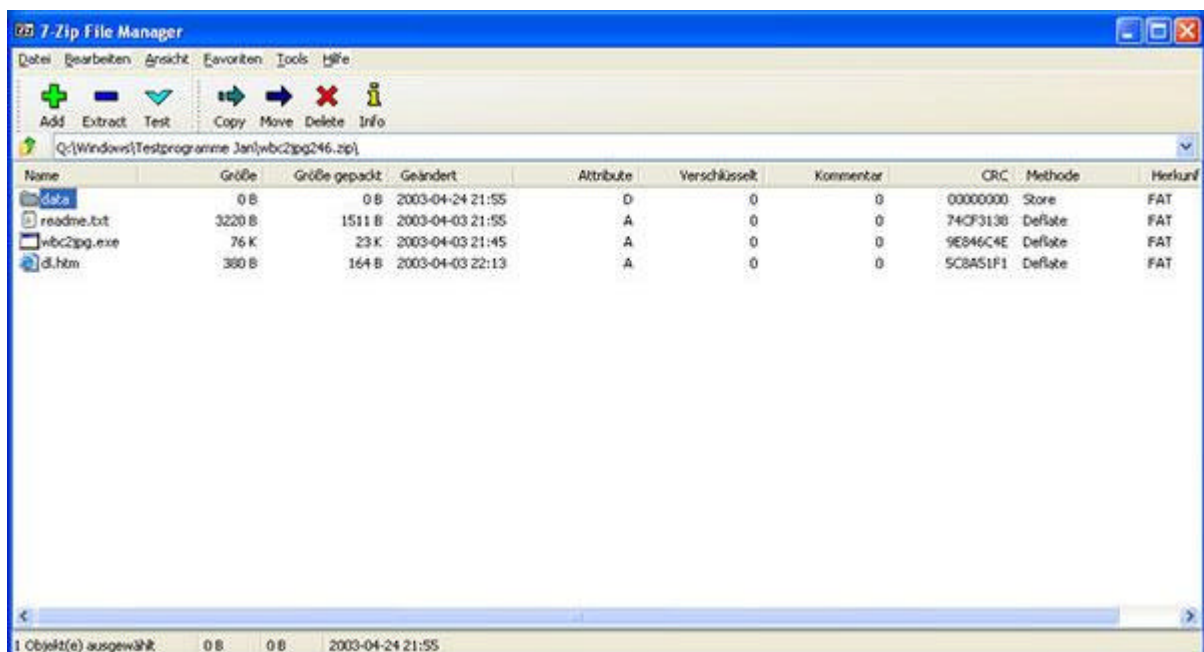 7-Zip File Manager
Datei Bearbeiten Ansicht Favoriten Tools Hilfe
Add Extract Test Copy Move Delete Info
Q:\Windows\Testprogramme Jan\wbc2jpg246.zip\
Name Größe Größe gepackt Geändert Attribute Verschlüsselt Kommentar CRC Methode Herkunf
data 0 B 0 B 2003-04-24 21:55 D 0 0 00000000 Store FAT
readme.txt 3220 B 1511 B 2003-04-03 21:55 A 0 0 74CF3138 Deflate FAT
wbc2jpg.exe 76 K 23 K 2003-04-03 21:45 A 0 0 9E846C4E Deflate FAT
dl.htm 380 B 164 B 2003-04-03 22:13 A 0 0 5C8A51F1 Deflate FAT
1 Objekt(e) ausgewählt 0 B 0 B 2003-04-24 21:55